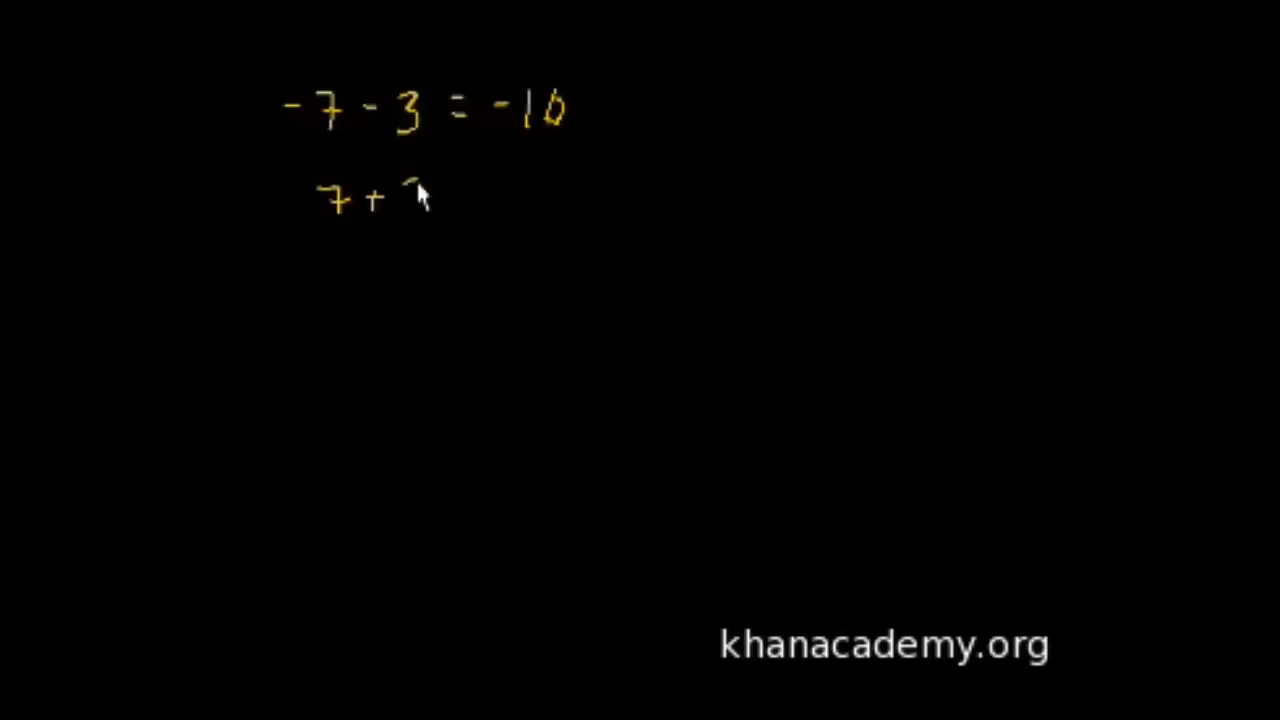 -7 - 3 = -10
7 +
khanacademy.org